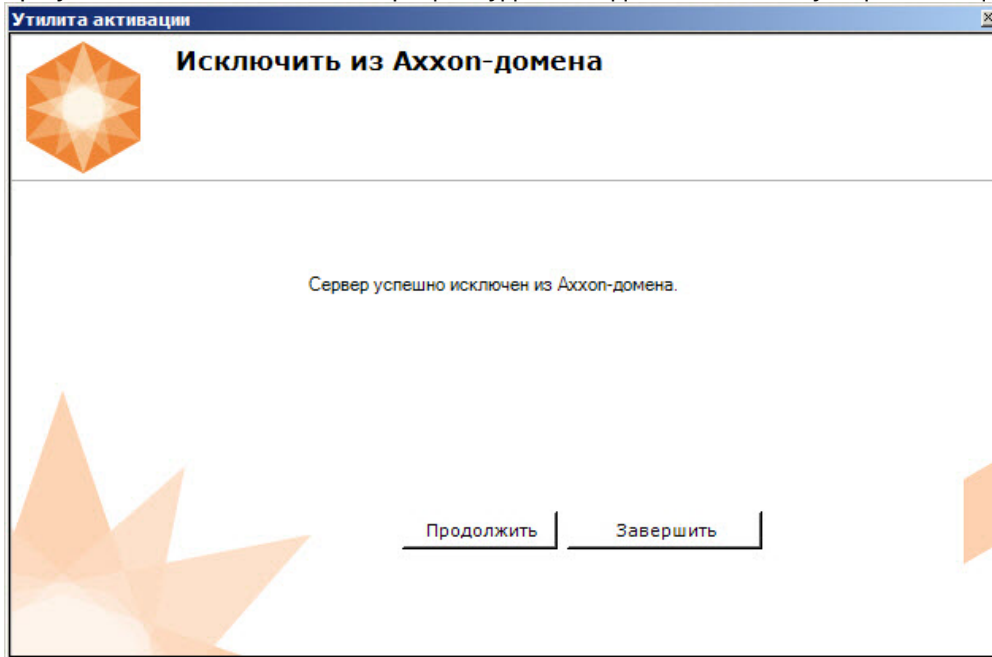 Утилита активации
Исключить из Axxon-домена
Сервер успешно исключен из Axxon-домена.
Продолжить
Завершить